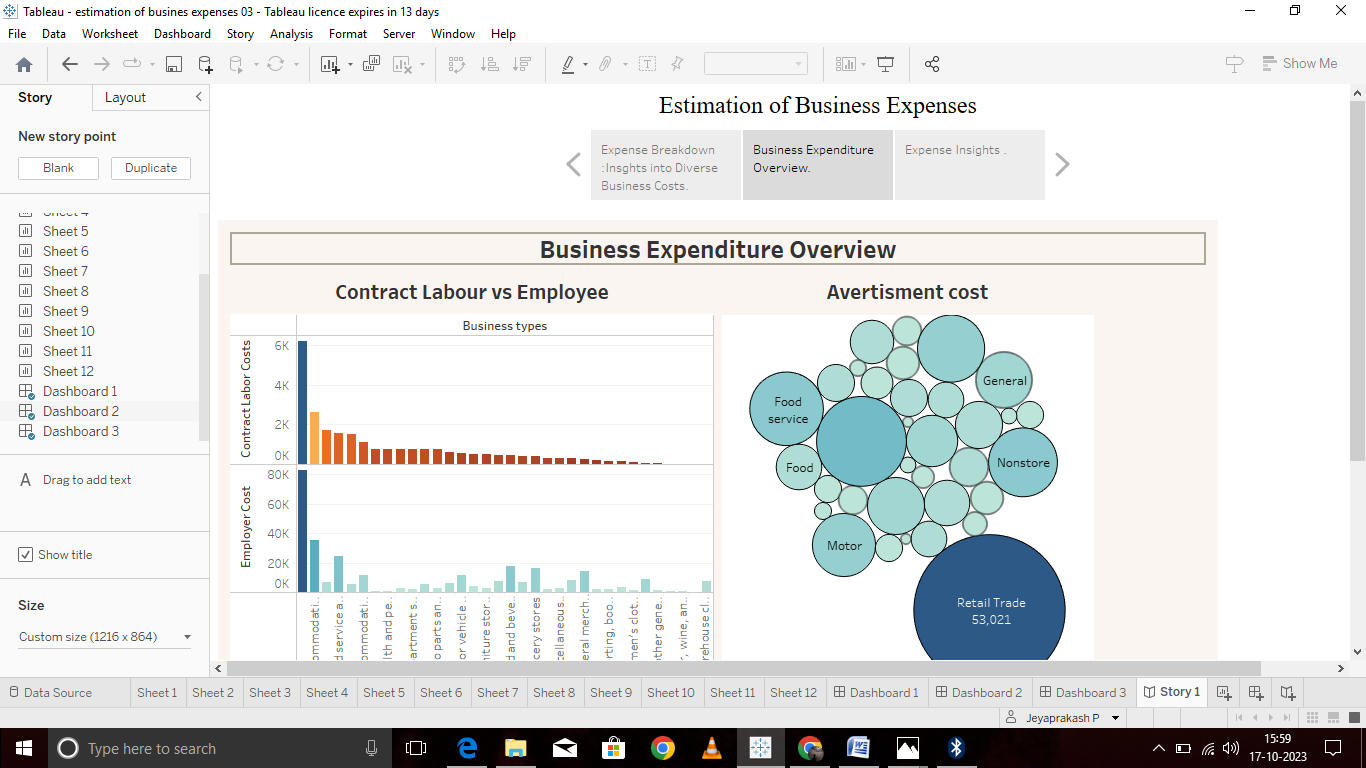 Tableau - estimation of busines expenses 03 - Tableau licence expires in 13 days
File Data Worksheet Dashboard Story Analysis Format Server Window Help
Show Me
Story Layout
New story point
Blank Duplicate
Sheet 4
Sheet 5
Sheet 6
Sheet 7
Sheet 8
Sheet 9
Sheet 10
Sheet 11
Sheet 12
Dashboard 1
Dashboard 2
Dashboard 3
A Drag to add text
Show title
Size
Custom size (1216 x 864)
Estimation of Business Expenses
Expense Breakdown
:Insghts into Diverse
Business Costs.
Business Expenditure
Overview.
Expense Insights .
Business Expenditure Overview
Contract Labour vs Employee
Business types
Contract Labor Costs
6K
4K
2K
0K
Employer Cost
80K
60K
40K
20K
0K
ommodati..
d service a..
ommodati..
lth and pe..
artment s..
o parts an..
or vehicle ..
niture stor..
d and beve..
cery stores
cellaneous..
eral merch..
rting, boo..
men's clot..
ther gene..
, wine, an..
rehouse cl..
Avertisment cost
General
Food
service
Food
Nonstore
Motor
Retail Trade
53,021
Data Source Sheet 1 Sheet 2 Sheet 3 Sheet 4 Sheet 5 Sheet 6 Sheet 7 Sheet 8 Sheet 9 Sheet 10 Sheet 11 Sheet 12 Dashboard 1 Dashboard 2 Dashboard 3 Story 1
Jeyaprakash P
Type here to search
15:59
17-10-2023